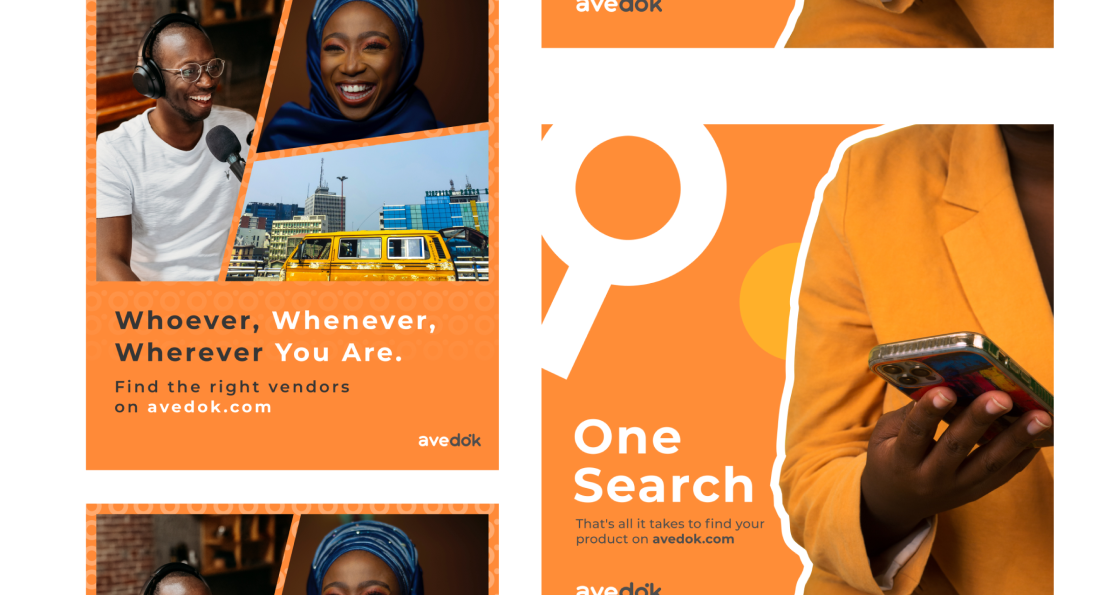 Whoever, Whenever,
Wherever You Are.
Find the right vendors
on avedok.com
avedok
avedok
One
Search
That's all it takes to find your
product on avedok.com
avedok